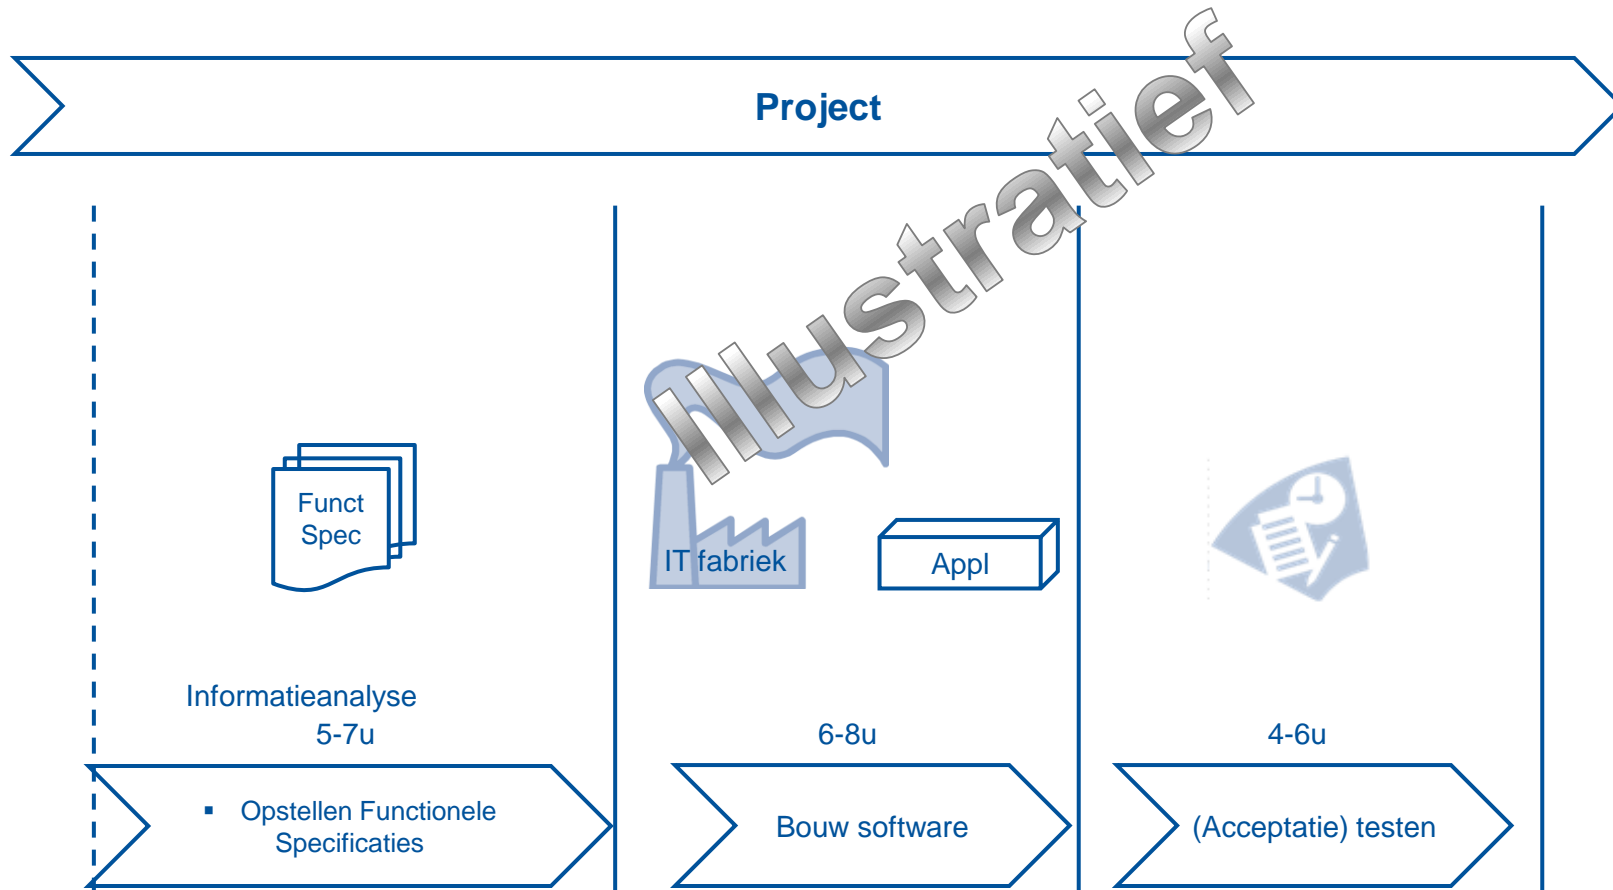 Project
Illustratief
Funct
Spec
IT fabriek
Appl
Informatieanalyse
5-7u
6-8u
4-6u
▪ Opstellen Functionele
Specificaties
Bouw software
(Acceptatie) testen